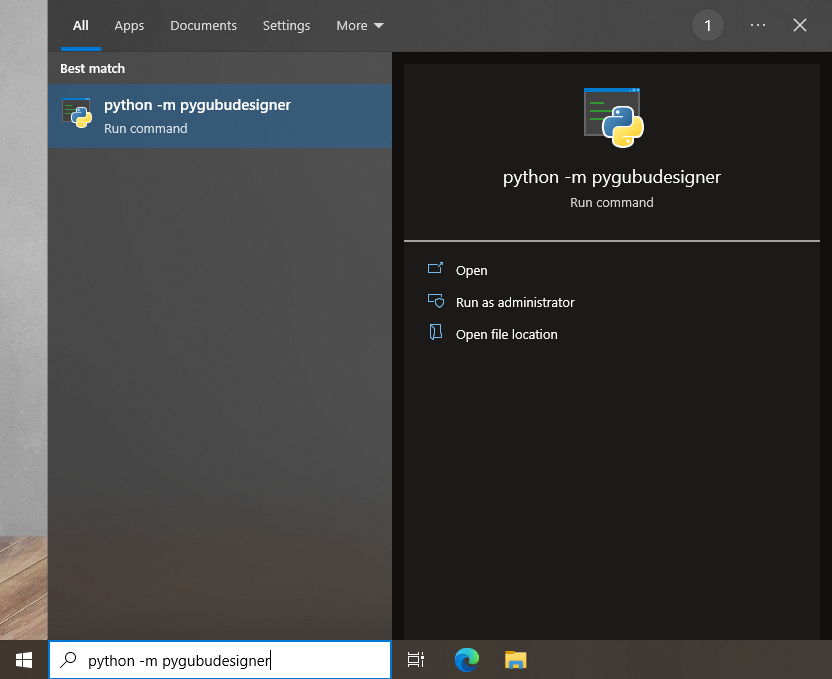 All Apps Documents Settings More 1 ...
Best match
python -m pygubudesigner
Run command
python -m pygubudesigner
Run command
Open
Run as administrator
Open file location
python -m pygubudesigner